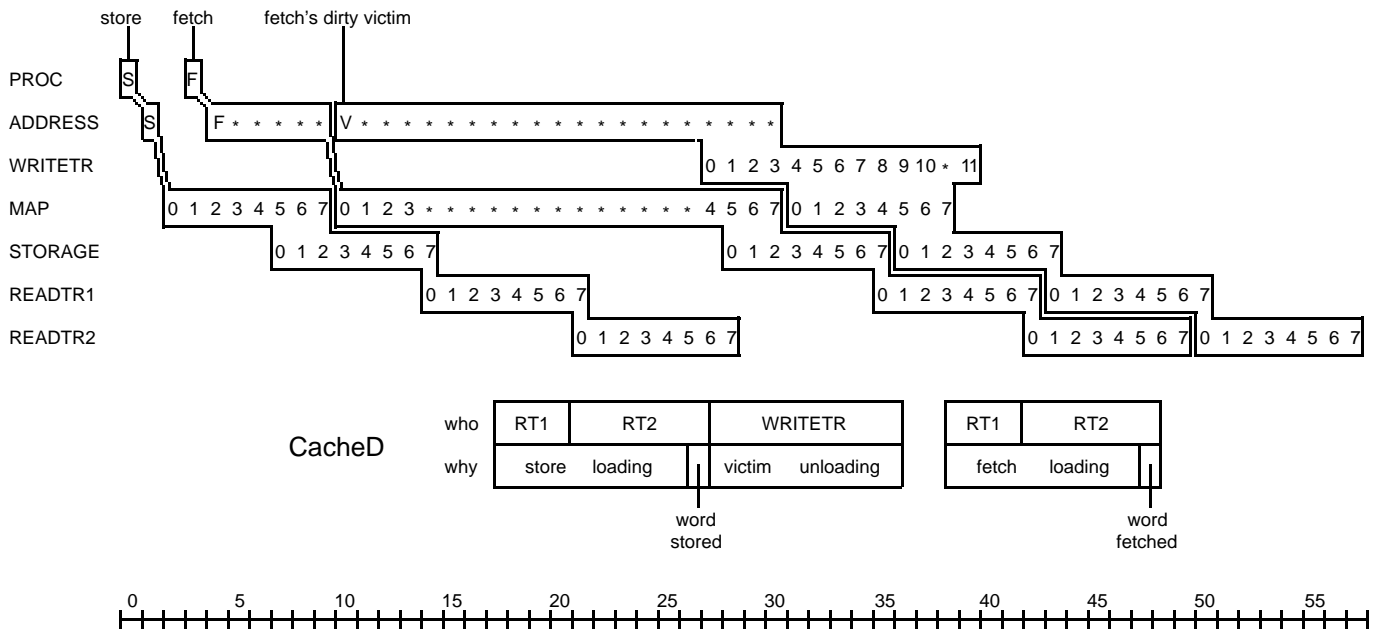 store fetch fetch's dirty victim
PROC S F
ADDRESS S F * * * * * V * * * * * * * * * * * * * * * * * * * *
WRITETR 0 1 2 3 4 5 6 7 8 9 10 * 11
MAP 0 1 2 3 4 5 6 7 0 1 2 3 * * * * * * * * * * * * * 4 5 6 7 0 1 2 3 4 5 6 7
STORAGE 0 1 2 3 4 5 6 7 0 1 2 3 4 5 6 7 0 1 2 3 4 5 6 7
READTR1 0 1 2 3 4 5 6 7 0 1 2 3 4 5 6 7 0 1 2 3 4 5 6 7
READTR2 0 1 2 3 4 5 6 7 0 1 2 3 4 5 6 7 0 1 2 3 4 5 6 7
CacheD
who RT1 RT2 WRITETR RT1 RT2
why store loading victim unloading fetch loading
word word
stored fetched
0 5 10 15 20 25 30 35 40 45 50 55